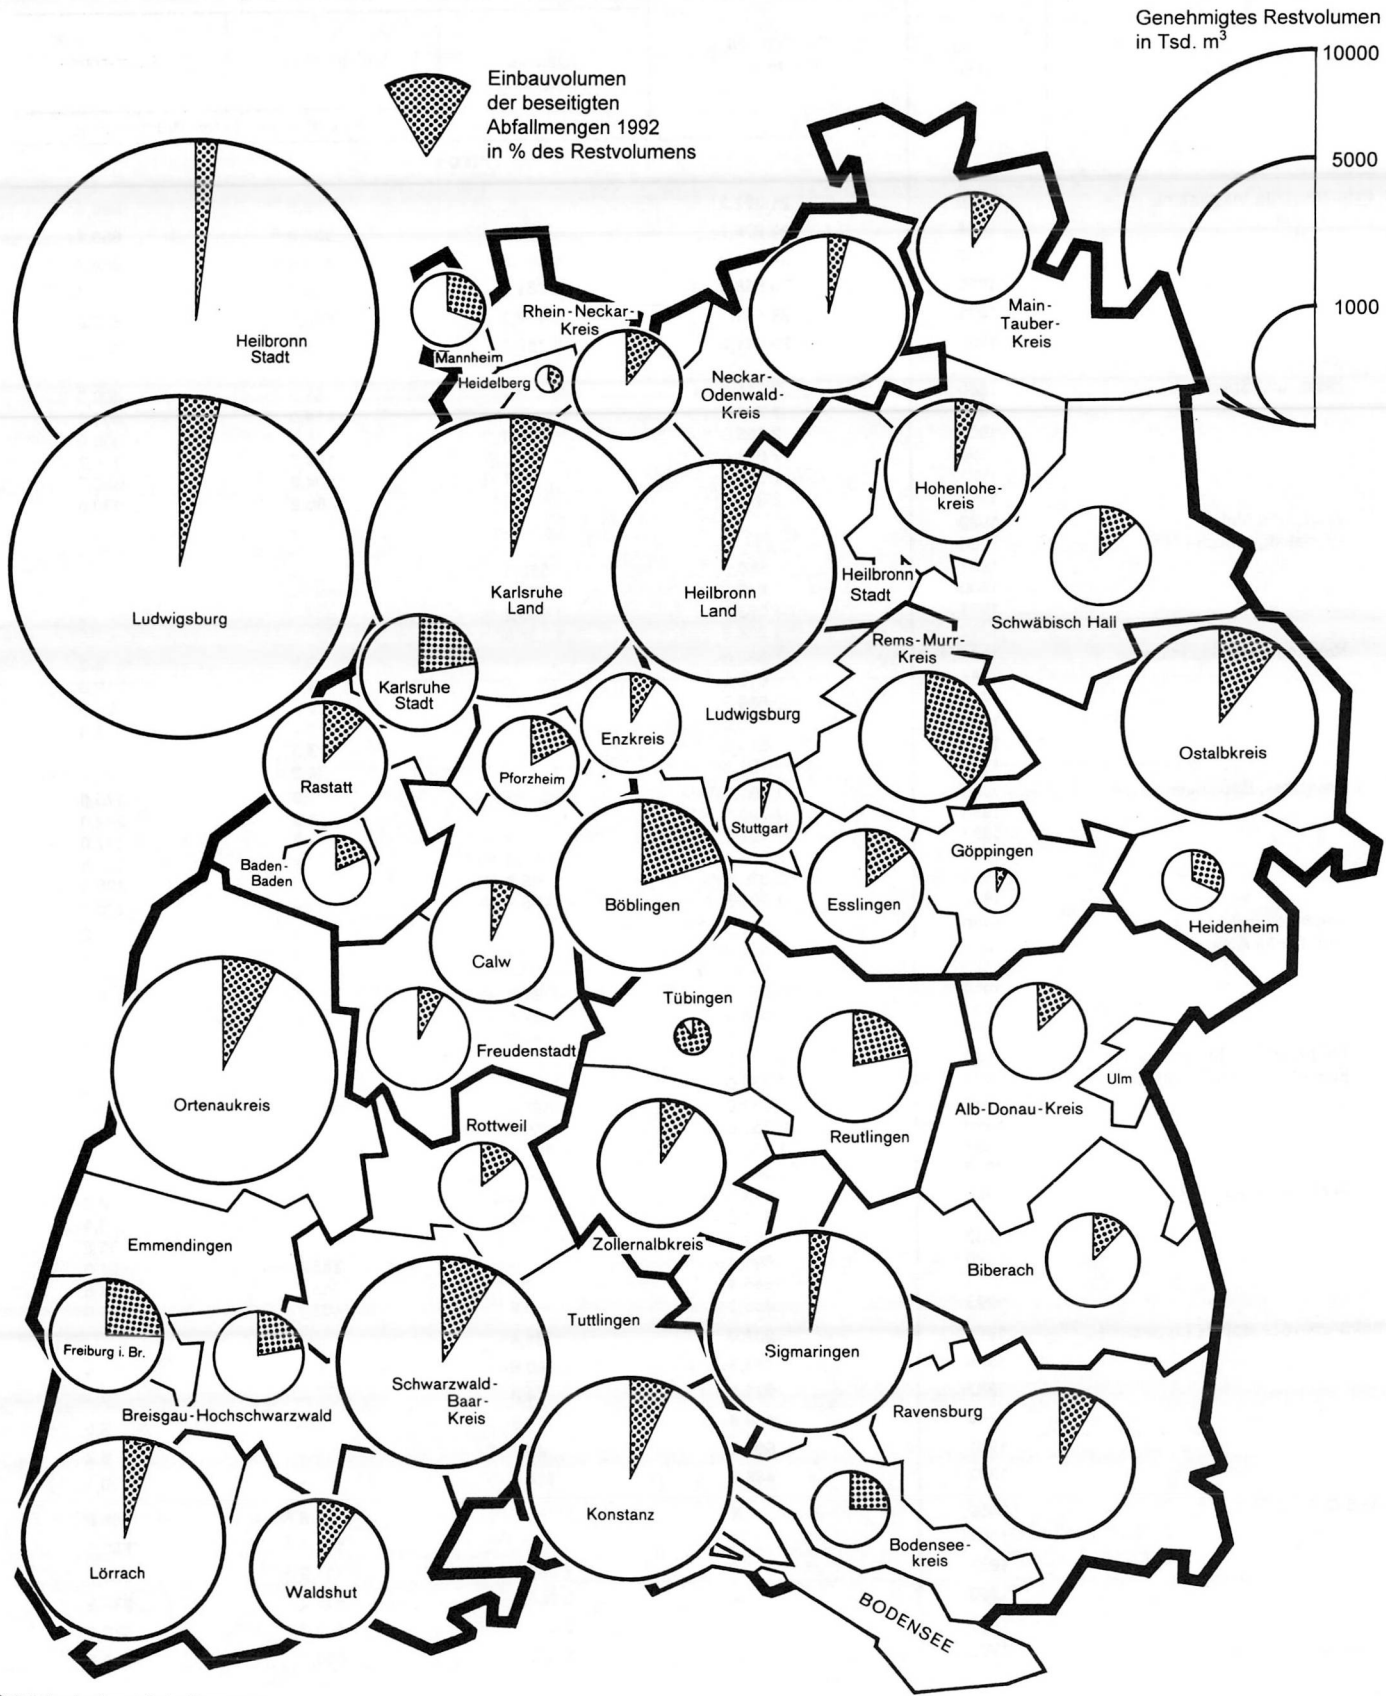 Genehmigtes Restvolumen
in Tsd. m³
10000
5000
1000
Einbauvolumen
der beseitigten
Abfallmengen 1992
in % des Restvolumens
Heilbronn
Stadt
Rhein-Neckar-
Kreis
Mannheim
Heidelberg
Main-
Tauber-
Kreis
Neckar-
Odenwald-
Kreis
Hohenlohe-
kreis
Ludwigsburg
Karlsruhe
Land
Heilbronn
Land
Heilbronn
Stadt
Schwäbisch Hall
Rems-Murr-
Kreis
Karlsruhe
Stadt
Enzkreis
Ludwigsburg
Ostalbkreis
Rastatt
Pforzheim
Stuttgart
Baden-
Baden
Böblingen
Esslingen
Göppingen
Heidenheim
Calw
Tübingen
Freudenstadt
Ulm
Ortenaukreis
Alb-Donau-Kreis
Rottweil
Reutlingen
Emmendingen
Zollernalbkreis
Biberach
Tuttlingen
Freiburg i. Br.
Sigmaringen
Schwarzwald-
Baar-
Kreis
Breisgau-Hochschwarzwald
Ravensburg
Konstanz
Bodensee-
kreis
Lörrach
Waldshut
BODENSEE